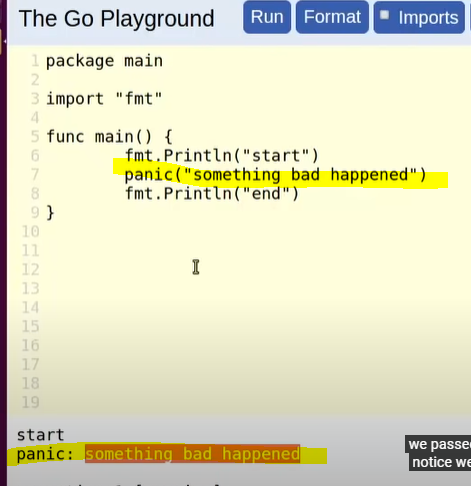 The Go Playground
Run
Format
Imports
1 package main
2
3 import "fmt"
4
5 func main() {
6 fmt.Println("start")
7 panic("something bad happened")
8 fmt.Println("end")
9 }
10
11
12
13
14
15
16
17
18
19
start
panic: something bad happened
we passe
notice we